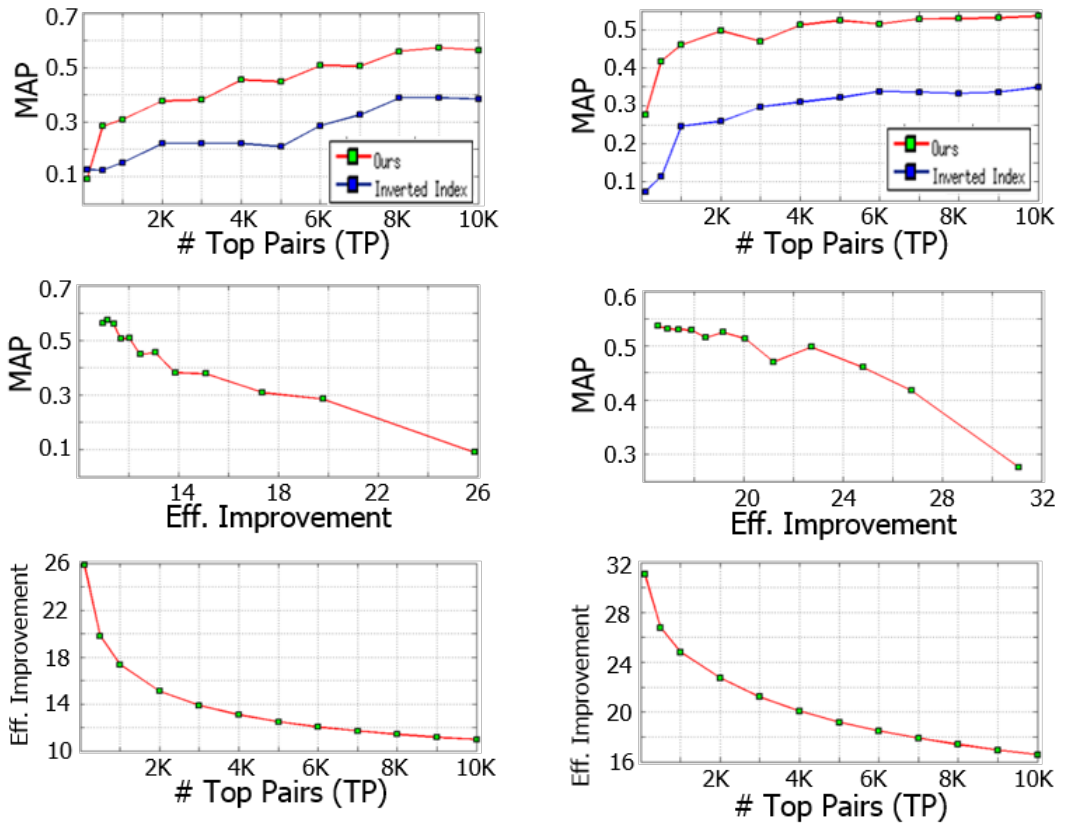 0.7
0.5
0.3
0.1
MAP
Ours
Inverted Index
2K 4K 6K 8K 10K
# Top Pairs (TP)
0.5
0.4
0.3
0.2
0.1
MAP
Ours
Inverted Index
2K 4K 6K 8K 10K
# Top Pairs (TP)
0.7
0.5
0.3
0.1
MAP
14 18 22 26
Eff. Improvement
0.6
0.5
0.4
0.3
MAP
20 24 28 32
Eff. Improvement
26
22
18
14
10
Eff. Improvement
2K 4K 6K 8K 10K
# Top Pairs (TP)
32
28
24
20
16
Eff. Improvement
2K 4K 6K 8K 10K
# Top Pairs (TP)